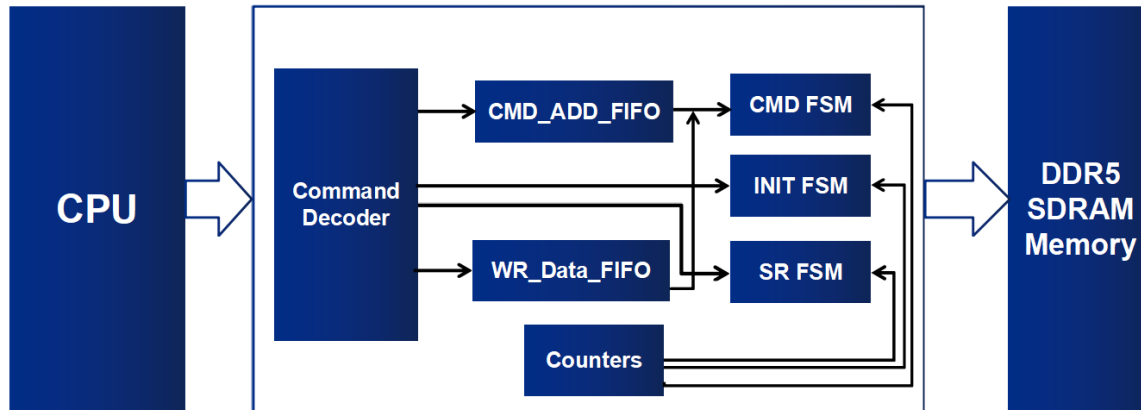 CPU
Command
Decoder
CMD_ADD_FIFO
WR_Data_FIFO
Counters
CMD FSM
INIT FSM
SR FSM
DDR5
SDRAM
Memory